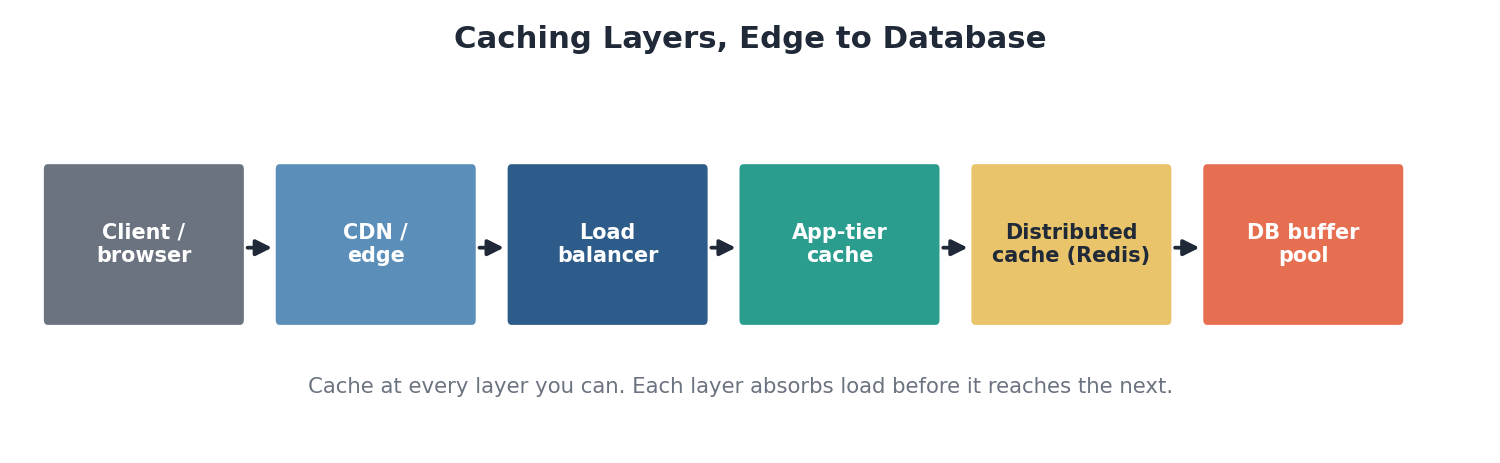 Caching Layers, Edge to Database
Client /
browser
CDN /
edge
Load
balancer
App-tier
cache
Distributed
cache (Redis)
DB buffer
pool
Cache at every layer you can. Each layer absorbs load before it reaches the next.